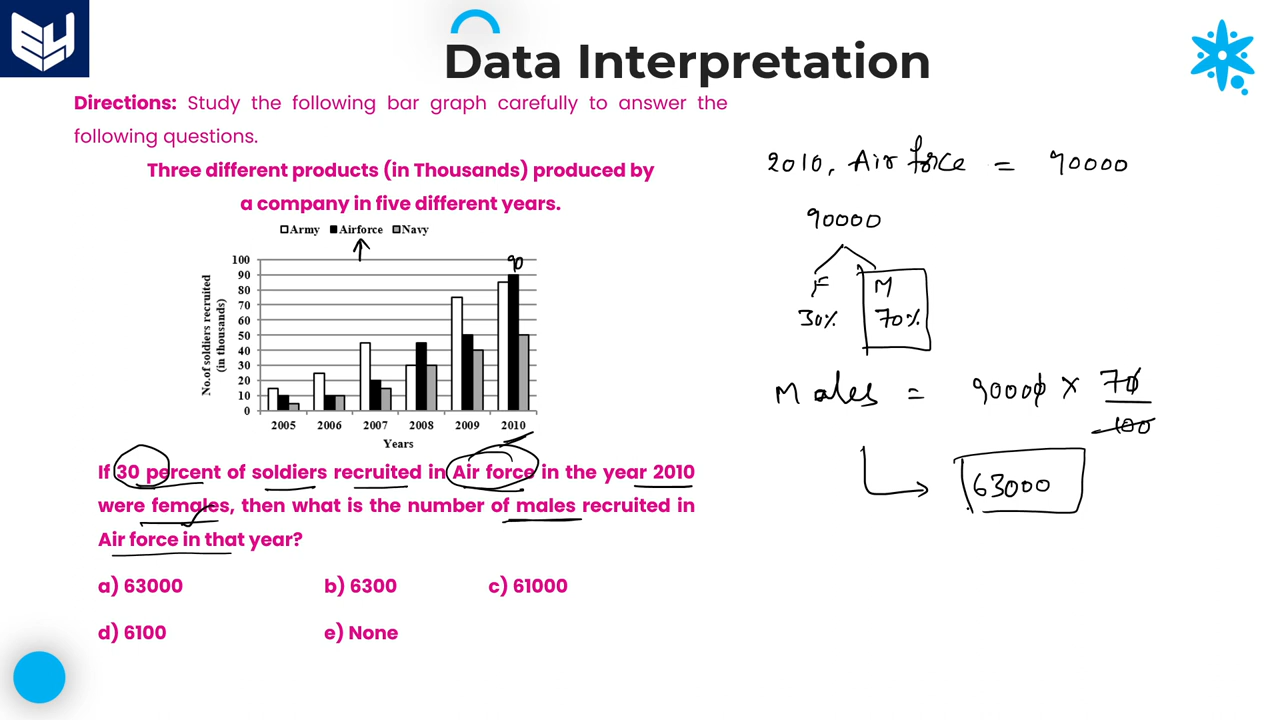 EU
Data Interpretation
Directions: Study the following bar graph carefully to answer the
following questions.
Three different products (in Thousands) produced by
a company in five different years.
Army Airforce Navy
No.of soldiers recruited
(in thousands)
100
90
80
70
60
50
40
30
20
10
0
90
2005 2006 2007 2008 2009 2010
Years
If 30 percent of soldiers recruited in Air force in the year 2010
were females, then what is the number of males recruited in
Air force in that year?
a) 63000 b) 6300 c) 61000
d) 6100 e) None
2010, Air force = 90000
90000
F M
30% 70%
Males = 90000 × 70
100
63000